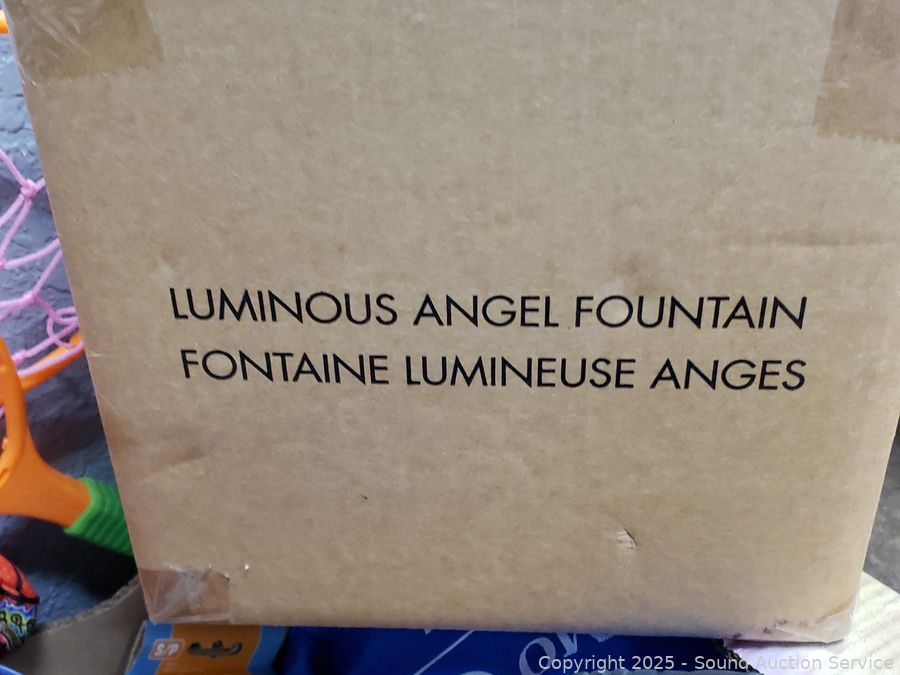 LUMINOUS ANGEL FOUNTAIN
FONTAINE LUMINEUSE ANGES
S/P
Copyright 2025 - Sound Auction Service